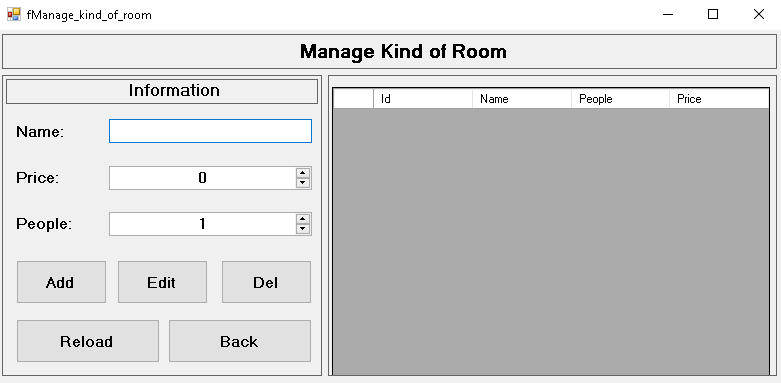 fManage_kind_of_room
Manage Kind of Room
Information
Name:
Price: 0
People: 1
Add Edit Del
Reload Back
Id Name People Price